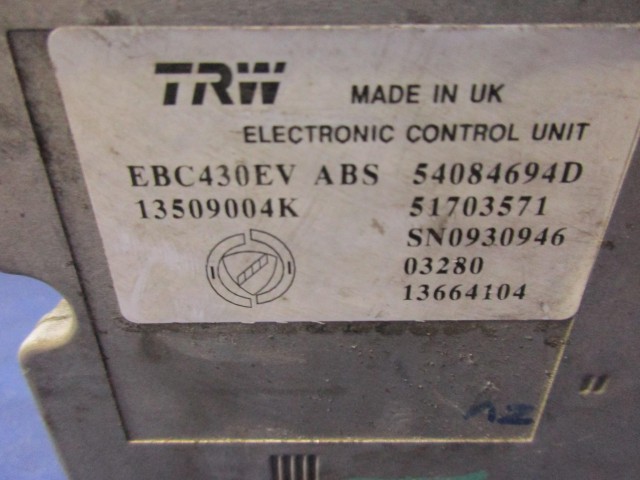 TRW MADE IN UK
ELECTRONIC CONTROL UNIT
EBC430EV ABS 54084694D
13509004K 51703571
SN0930946
03280
13664104